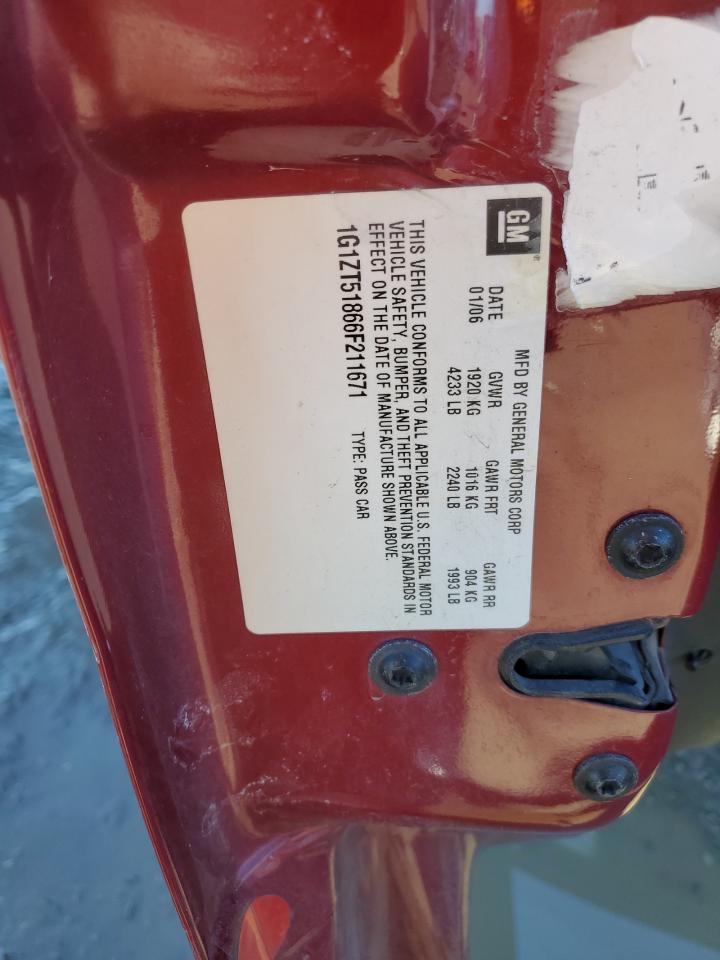 GM
MFD BY GENERAL MOTORS CORP
DATE GVWR GAWR FRT GAWR RR
01/06 1920 KG 1016 KG 904 KG
4233 LB 2240 LB 1993 LB
THIS VEHICLE CONFORMS TO ALL APPLICABLE U.S. FEDERAL MOTOR
VEHICLE SAFETY, BUMPER, AND THEFT PREVENTION STANDARDS IN
EFFECT ON THE DATE OF MANUFACTURE SHOWN ABOVE.
1G1ZT51866F211671 TYPE: PASS CAR